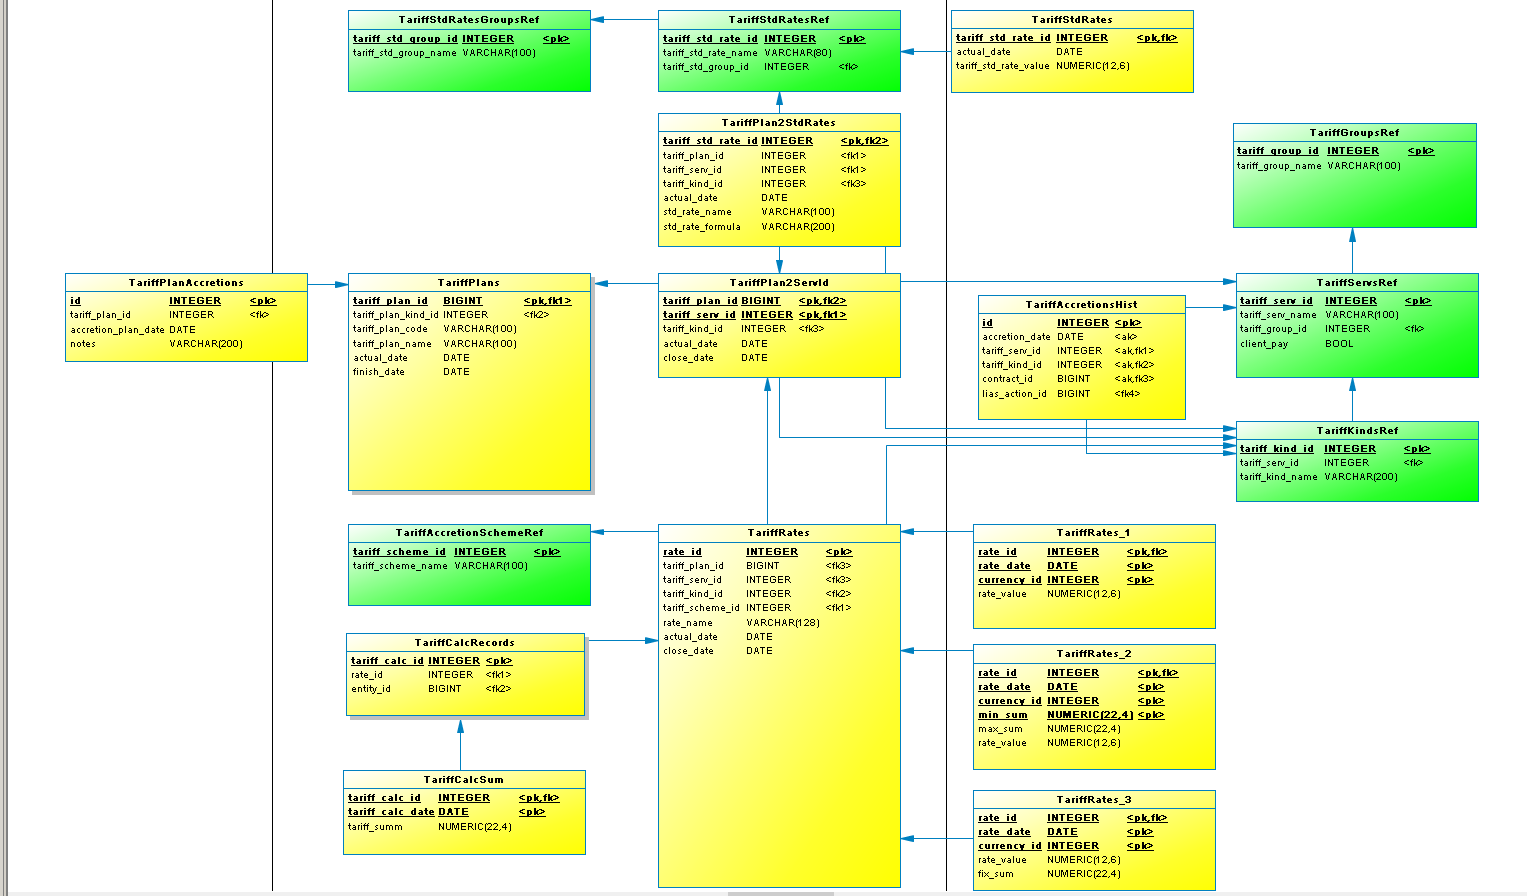 TariffStdRatesGroupsRef
tariff_std_group_id INTEGER <pk>
tariff_std_group_name VARCHAR(100)
TariffStdRatesRef
tariff_std_rate_id INTEGER <pk>
tariff_std_rate_name VARCHAR(80)
tariff_std_group_id INTEGER <fk>
TariffStdRates
tariff_std_rate_id INTEGER <pk,fk>
actual_date DATE
tariff_std_rate_value NUMERIC(12,6)
TariffPlan2StdRates
tariff_std_rate_id INTEGER <pk,fk2>
tariff_plan_id INTEGER <fk1>
tariff_serv_id INTEGER <fk1>
tariff_kind_id INTEGER <fk3>
actual_date DATE
std_rate_name VARCHAR(100)
std_rate_formula VARCHAR(200)
TariffGroupsRef
tariff_group_id INTEGER <pk>
tariff_group_name VARCHAR(100)
TariffPlanAccretions
id INTEGER <pk>
tariff_plan_id INTEGER <fk>
accretion_plan_date DATE
notes VARCHAR(200)
TariffPlans
tariff_plan_id BIGINT <pk,fk1>
tariff_plan_kind_id INTEGER <fk2>
tariff_plan_code VARCHAR(100)
tariff_plan_name VARCHAR(100)
actual_date DATE
finish_date DATE
TariffPlan2ServId
tariff_plan_id BIGINT <pk,fk2>
tariff_serv_id INTEGER <pk,fk1>
tariff_kind_id INTEGER <fk3>
actual_date DATE
close_date DATE
TariffAccretionsHist
id INTEGER <pk>
accretion_date DATE <ak>
tariff_serv_id INTEGER <ak,fk1>
tariff_kind_id INTEGER <ak,fk2>
contract_id BIGINT <ak,fk3>
lias_action_id BIGINT <fk4>
TariffServsRef
tariff_serv_id INTEGER <pk>
tariff_serv_name VARCHAR(100)
tariff_group_id INTEGER <fk>
client_pay BOOL
TariffKindsRef
tariff_kind_id INTEGER <pk>
tariff_serv_id INTEGER <fk>
tariff_kind_name VARCHAR(200)
TariffAccretionSchemeRef
tariff_scheme_id INTEGER <pk>
tariff_scheme_name VARCHAR(100)
TariffRates
rate_id INTEGER <pk>
tariff_plan_id BIGINT <fk3>
tariff_serv_id INTEGER <fk3>
tariff_kind_id INTEGER <fk2>
tariff_scheme_id INTEGER <fk1>
rate_name VARCHAR(128)
actual_date DATE
close_date DATE
TariffRates_1
rate_id INTEGER <pk,fk>
rate_date DATE <pk>
currency_id INTEGER <pk>
rate_value NUMERIC(12,6)
TariffCalcRecords
tariff_calc_id INTEGER <pk>
rate_id INTEGER <fk1>
entity_id BIGINT <fk2>
TariffRates_2
rate_id INTEGER <pk,fk>
rate_date DATE <pk>
currency_id INTEGER <pk>
min_sum NUMERIC(22,4) <pk>
max_sum NUMERIC(22,4)
rate_value NUMERIC(12,6)
TariffCalcSum
tariff_calc_id INTEGER <pk,fk>
tariff_calc_date DATE <pk>
tariff_summ NUMERIC(22,4)
TariffRates_3
rate_id INTEGER <pk,fk>
rate_date DATE <pk>
currency_id INTEGER <pk>
rate_value NUMERIC(12,6)
fix_sum NUMERIC(22,4)